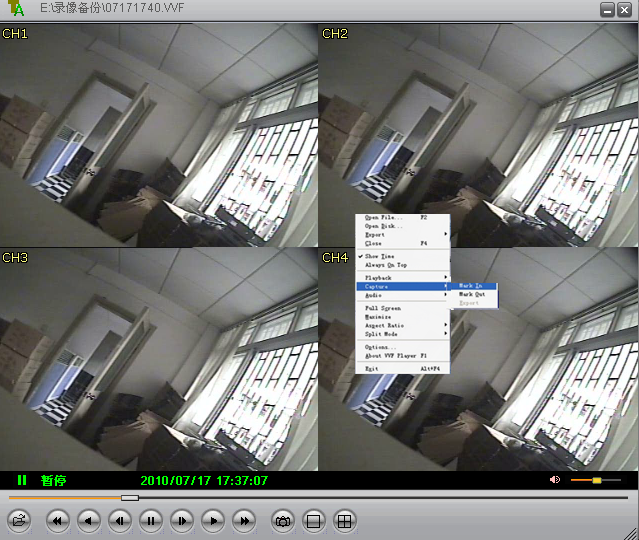 E:\录像备份\07171740.VVF
CH1
CH2
Open File... F2
Open Disk...
Export
Close F4
CH3
CH4
Show Time
Always On Top
Playback
Capture
Mark In
Audio
Mark Out
Export
Full Screen
Maximize
Aspect Ratio
Split Mode
Options...
About VVF Player F1
Exit Alt+F4
暂停 2010/07/17 17:37:07